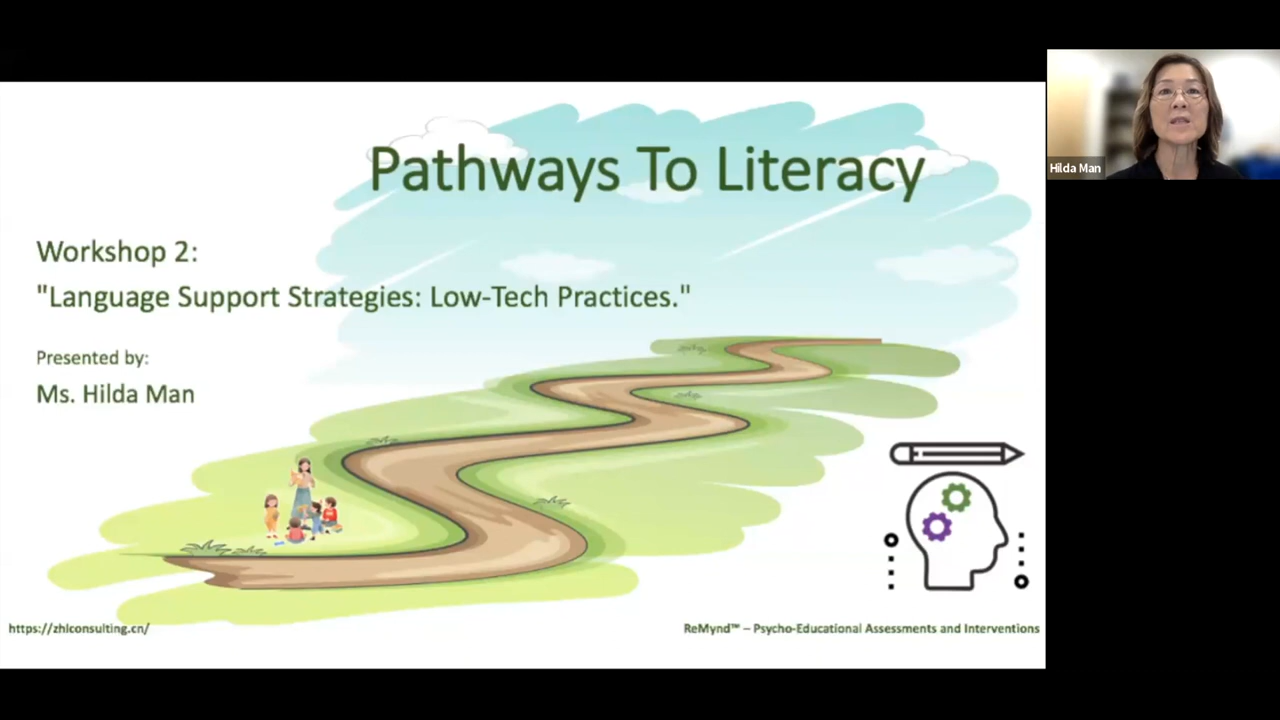 Pathways To Literacy
Workshop 2:
"Language Support Strategies: Low-Tech Practices."
Presented by:
Ms. Hilda Man
https://zhlconsulting.cn/
ReMynd™ – Psycho-Educational Assessments and Interventions
Hilda Man